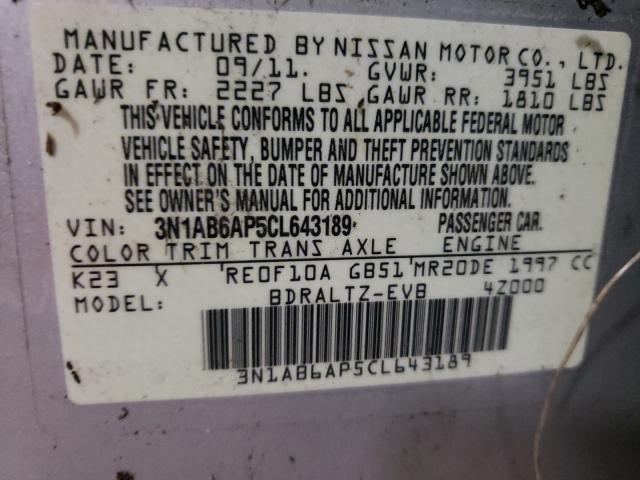 MANUFACTURED BY NISSAN MOTOR CO., LTD.
DATE: 09/11. GVWR: 3951 LBS
GAWR FR: 2227 LBS GAWR RR: 1810 LBS
THIS VEHICLE CONFORMS TO ALL APPLICABLE FEDERAL MOTOR
VEHICLE SAFETY, BUMPER AND THEFT PREVENTION STANDARDS
IN EFFECT ON THE DATE OF MANUFACTURE SHOWN ABOVE.
SEE OWNER'S MANUAL FOR ADDITIONAL INFORMATION.
VIN: 3N1AB6AP5CL643189 PASSENGER CAR.
COLOR TRIM TRANS AXLE ENGINE
K23 X RE0F10A GB51 MR20DE 1997 CC
MODEL: BDRALTZ-EVB 4Z000
3N1AB6AP5CL643189